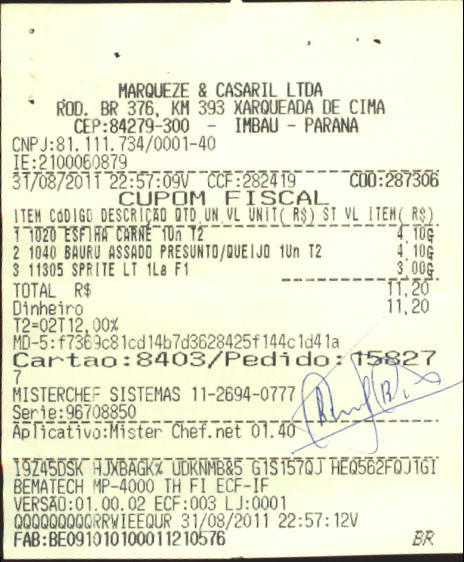 MARQUEZE & CASARIL LTDA
ROD. BR 376, KM 393 XARQUEADA DE CIMA
CEP:84279-300 - IMBAU - PARANA
CNPJ:81.111.734/0001-40
IE:2100060879
31/08/2011 22:57:09V CCF:282419 COO:287306
CUPOM FISCAL
ITEM CÓDIGO DESCRIÇÃO QTD.UN.VL UNIT( R$) ST VL ITEM( R$)
1 1020 ESFIHA CARNE 1Un T2 4,10G
2 1040 BAURU ASSADO PRESUNTO/QUEIJO 1Un T2 4,10G
3 11305 SPRITE LT 1La F1 3,00G
TOTAL R$ 11,20
Dinheiro 11,20
T2=02T12,00%
MD-5:f7369c81cd14b7d3628425f144c1d41a
Cartao:8403/Pedido:15827
7
MISTERCHEF SISTEMAS 11-2694-0777
Serie:96708850
Aplicativo:Mister Chef.net 01.40
I9Z45DSK HJXBAGK% UDKNMB&5 G1S157QJ HEQ562FQJ1GI
BEMATECH MP-4000 TH FI ECF-IF
VERSÃO:01.00.02 ECF:003 LJ:0001
QQQQQQQQQRRWIEEQUR 31/08/2011 22:57:12V
FAB:BE091010100011210576 BR